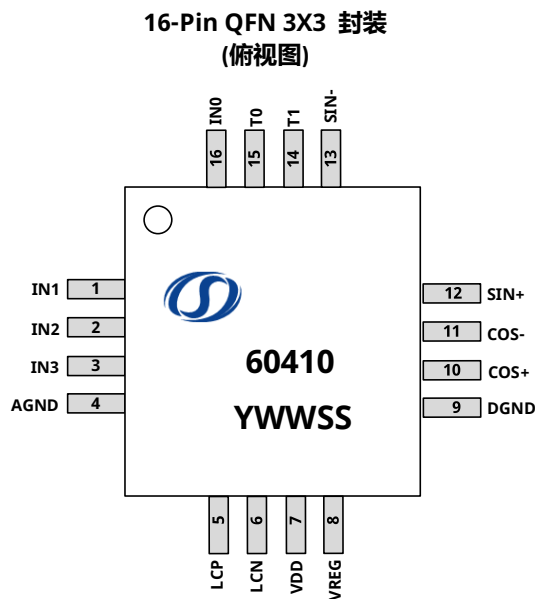 16-Pin QFN 3X3 封装
(俯视图)
IN0 T0 T1 SIN-
16 15 14 13
IN1 1
IN2 2
IN3 3
AGND 4
12 SIN+
11 COS-
10 COS+
9 DGND
60410
YWWSS
5 6 7 8
LCP LCN VDD VREG